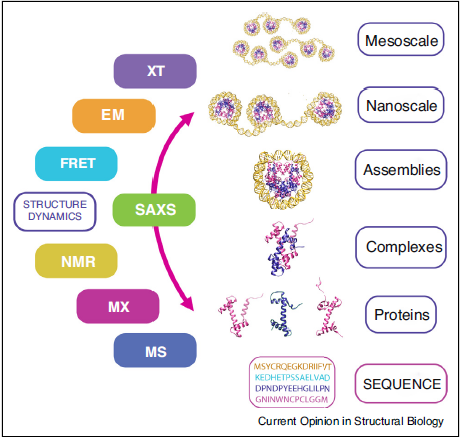 XT
Mesoscale
EM
Nanoscale
FRET
Assemblies
STRUCTURE
DYNAMICS
SAXS
NMR
Complexes
MX
Proteins
MS
MSYCRQEGKDRIIFVT
KEDHETPSSAELVAD
DPNDPYEEHGLILPN
GNINWNCPCLGGM
SEQUENCE
Current Opinion in Structural Biology